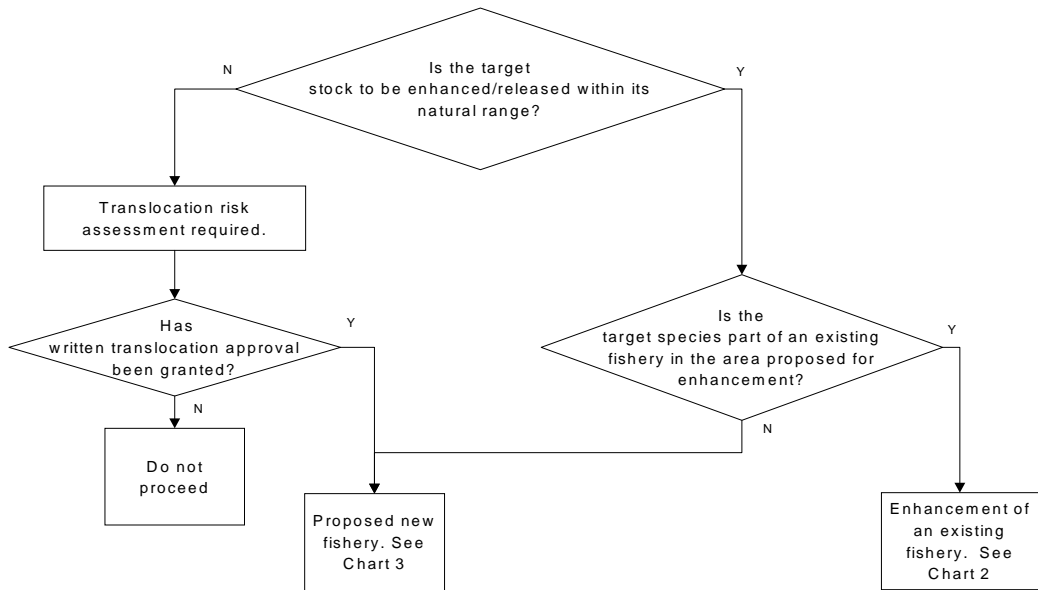 Is the target
stock to be enhanced/released within its
natural range?
N
Y
Translocation risk
assessment required.
Has
written translocation approval
been granted?
Y
N
Is the
target species part of an existing
fishery in the area proposed for
enhancement?
Y
N
Do not
proceed
Proposed new
fishery. See
Chart 3
Enhancement of
an existing
fishery. See
Chart 2